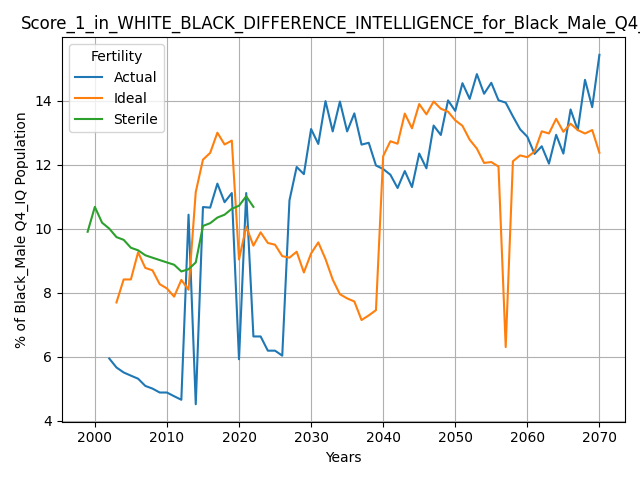 Score_1_in_WHITE_BLACK_DIFFERENCE_INTELLIGENCE_for_Black_Male_Q4_
Fertility
Actual
Ideal
Sterile
% of Black_Male Q4_IQ Population
14
12
10
8
6
4
2000 2010 2020 2030 2040 2050 2060 2070
Years